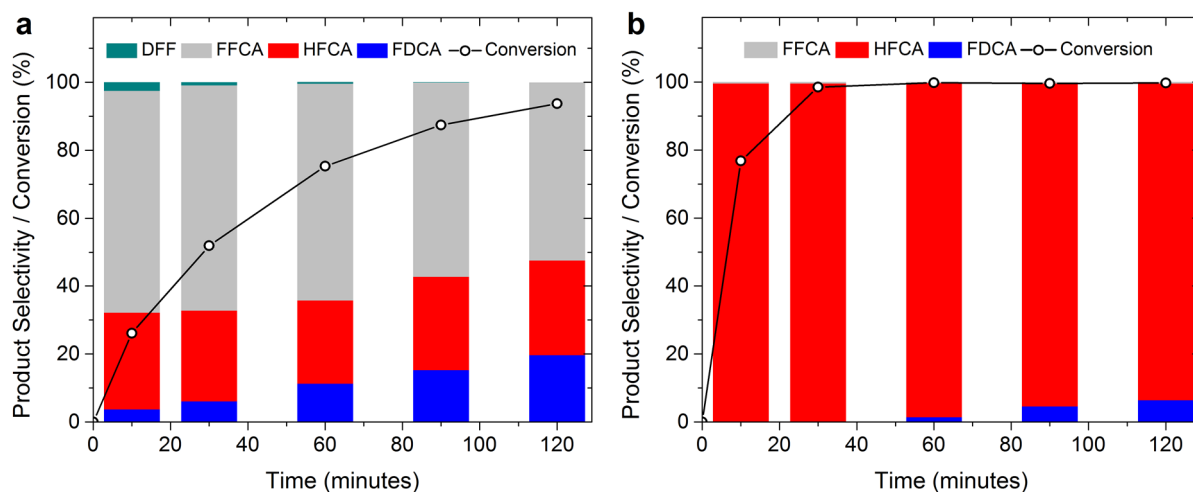 a
DFF FFCA HFCA FDCA Conversion
Product Selectivity / Conversion (%)
100
80
60
40
20
0
0 20 40 60 80 100 120
Time (minutes)
b
FFCA HFCA FDCA Conversion
Product Selectivity / Conversion (%)
100
80
60
40
20
0
0 20 40 60 80 100 120
Time (minutes)